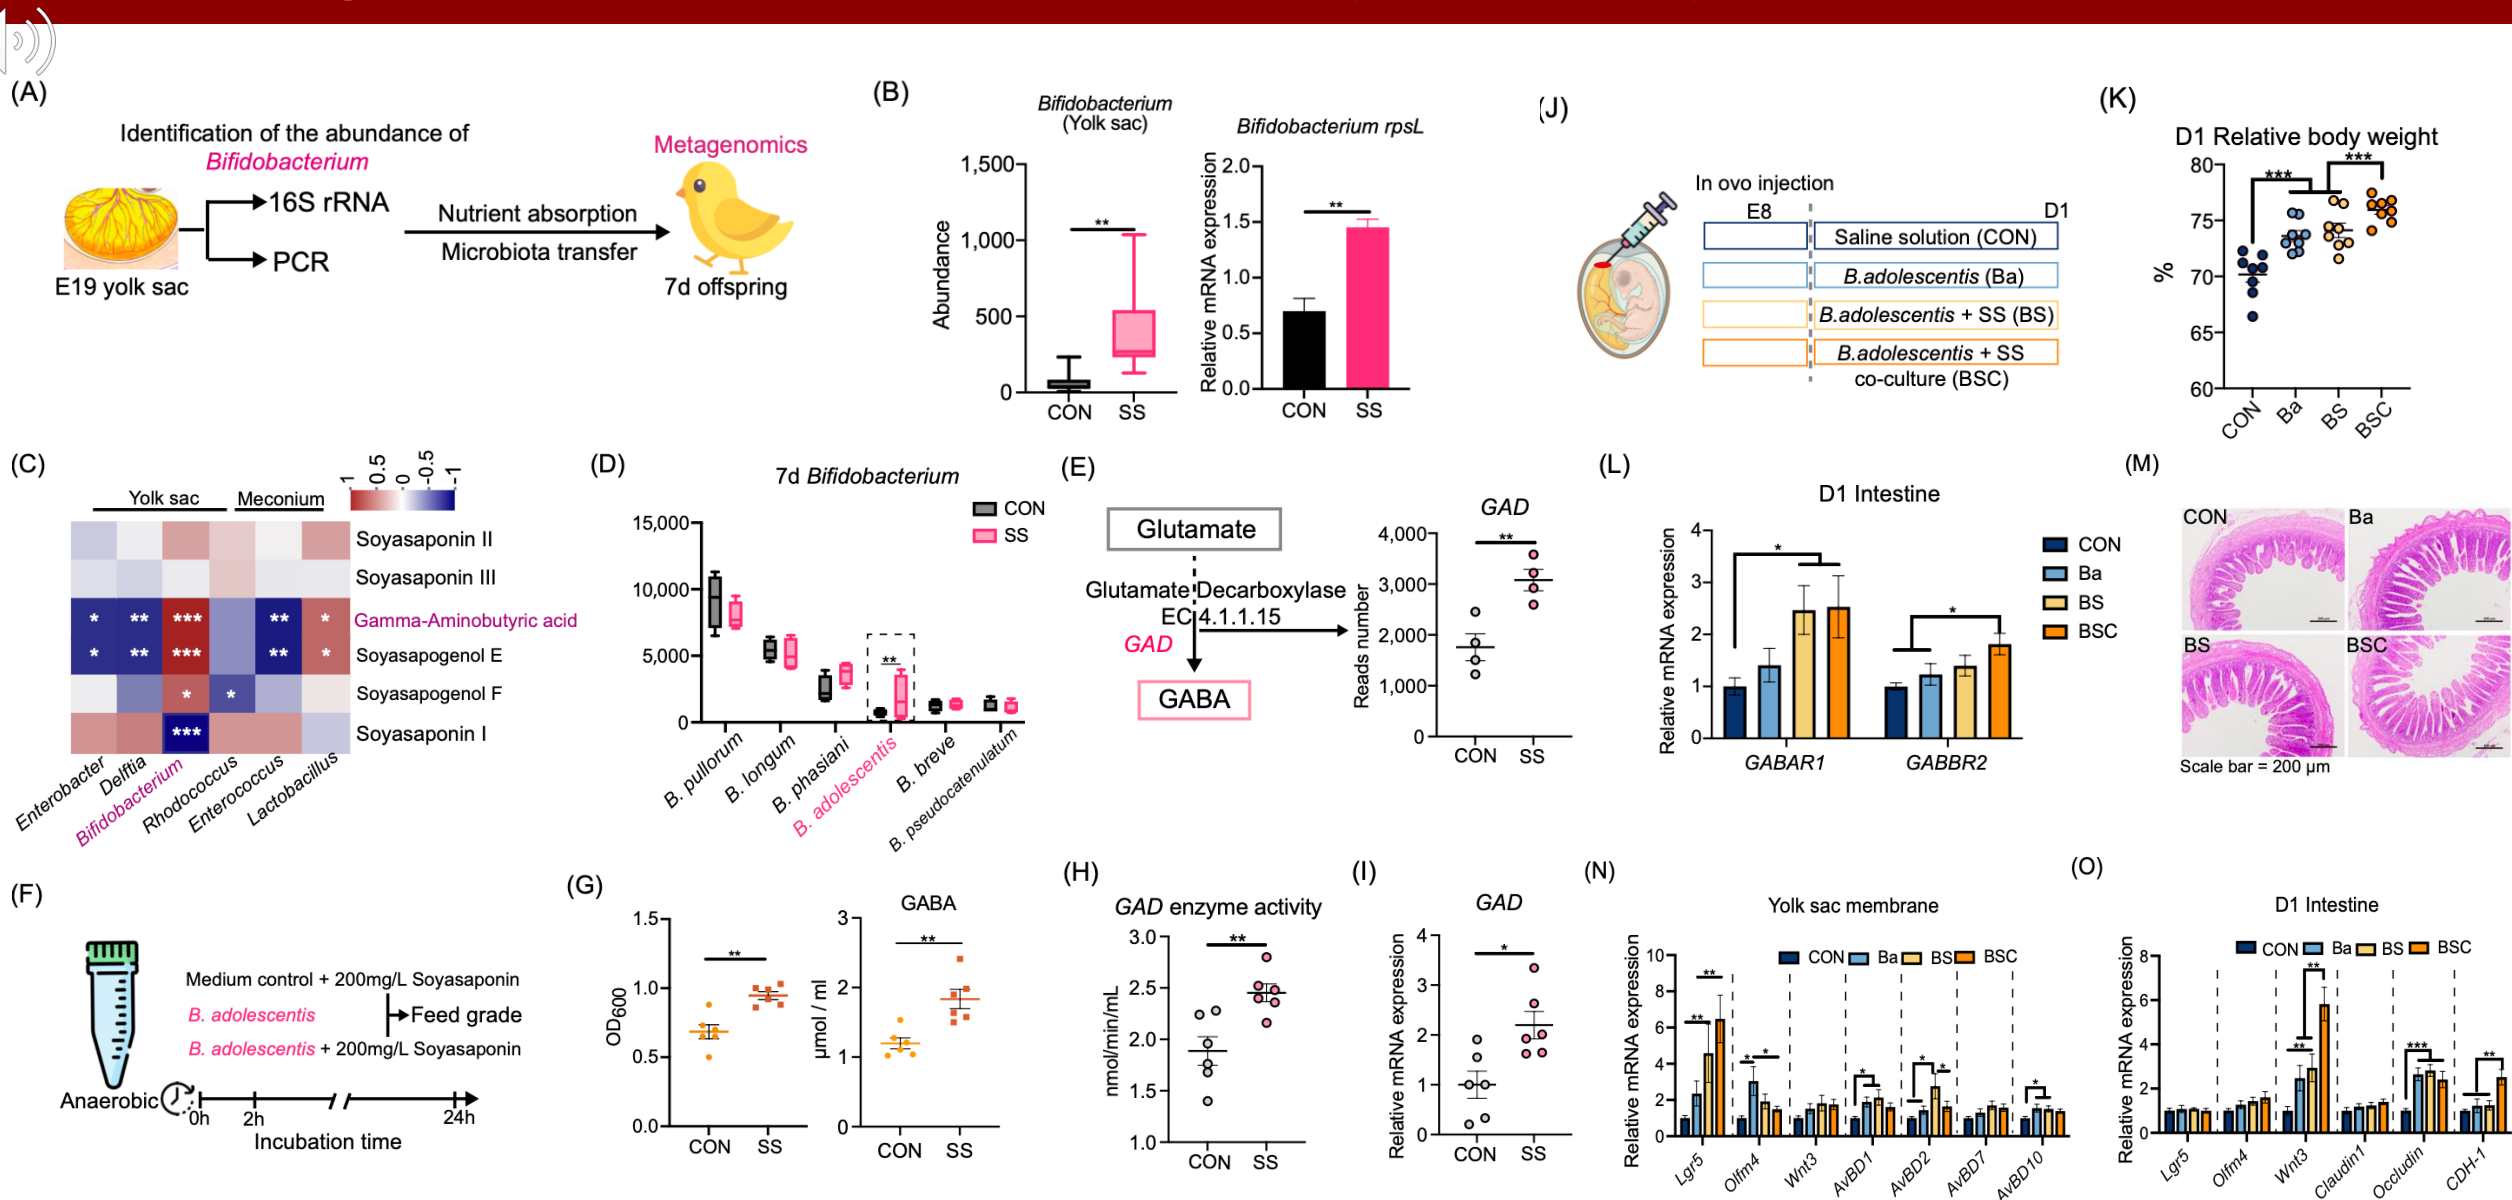 (A)
Identification of the abundance of
Bifidobacterium
16S rRNA
PCR
E19 yolk sac
Nutrient absorption
Microbiota transfer
Metagenomics
7d offspring
(B)
Bifidobacterium
(Yolk sac)
Abundance
1,500
1,000
500
0
CON
SS
**
Bifidobacterium rpsL
Relative mRNA expression
2.0
1.5
1.0
0.5
0.0
CON
SS
**
(J)
In ovo injection
E8
D1
Saline solution (CON)
B.adolescentis (Ba)
B.adolescentis + SS (BS)
B.adolescentis + SS
co-culture (BSC)
(K)
D1 Relative body weight
%
80
75
70
65
60
***
***
CON
Ba
BS
BSC
(C)
Yolk sac
Meconium
1
0.5
0
-0.5
-1
Soyasaponin II
Soyasaponin III
* ** *** ** * Gamma-Aminobutyric acid
* ** *** ** * Soyasapogenol E
* * Soyasapogenol F
*** Soyasaponin I
Enterobacter
Delftia
Bifidobacterium
Rhodococcus
Enterococcus
Lactobacillus
(D)
7d Bifidobacterium
CON
SS
15,000
10,000
5,000
0
**
B. pullorum
B. longum
B. phasiani
B. adolescentis
B. breve
B. pseudocatenulatum
(E)
Glutamate
Glutamate Decarboxylase
EC 4.1.1.15
GAD
GABA
GAD
Reads number
4,000
3,000
2,000
1,000
0
**
CON
SS
(L)
D1 Intestine
Relative mRNA expression
4
3
2
1
0
*
*
GABAR1
GABBR2
CON
Ba
BS
BSC
(M)
CON
Ba
BS
BSC
Scale bar = 200 µm
(F)
Medium control + 200mg/L Soyasaponin
B. adolescentis
Feed grade
B. adolescentis + 200mg/L Soyasaponin
Anaerobic
0h
2h
24h
Incubation time
(G)
OD600
1.5
1.0
0.5
0.0
**
CON
SS
GABA
µmol / ml
3
2
1
0
**
CON
SS
(H)
GAD enzyme activity
nmol/min/mL
3.0
2.5
2.0
1.5
1.0
**
CON
SS
(I)
GAD
Relative mRNA expression
4
3
2
1
0
*
CON
SS
(N)
Yolk sac membrane
CON
Ba
BS
BSC
Relative mRNA expression
10
8
6
4
2
0
**
**
*
*
*
*
*
*
Lgr5
Olfm4
Wnt3
AvBD1
AvBD2
AvBD7
AvBD10
(O)
D1 Intestine
CON
Ba
BS
BSC
Relative mRNA expression
8
6
4
2
0
**
**
***
**
Lgr5
Olfm4
Wnt3
Claudin1
Occludin
CDH-1